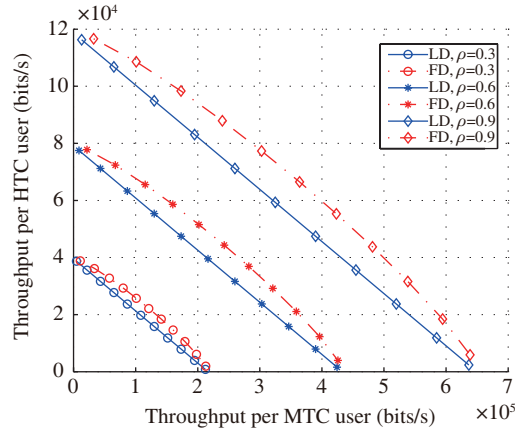 ×10⁴
12
10
8
6
4
2
0
Throughput per HTC user (bits/s)
LD, ρ=0.3
FD, ρ=0.3
LD, ρ=0.6
FD, ρ=0.6
LD, ρ=0.9
FD, ρ=0.9
0 1 2 3 4 5 6 7
×10⁵
Throughput per MTC user (bits/s)